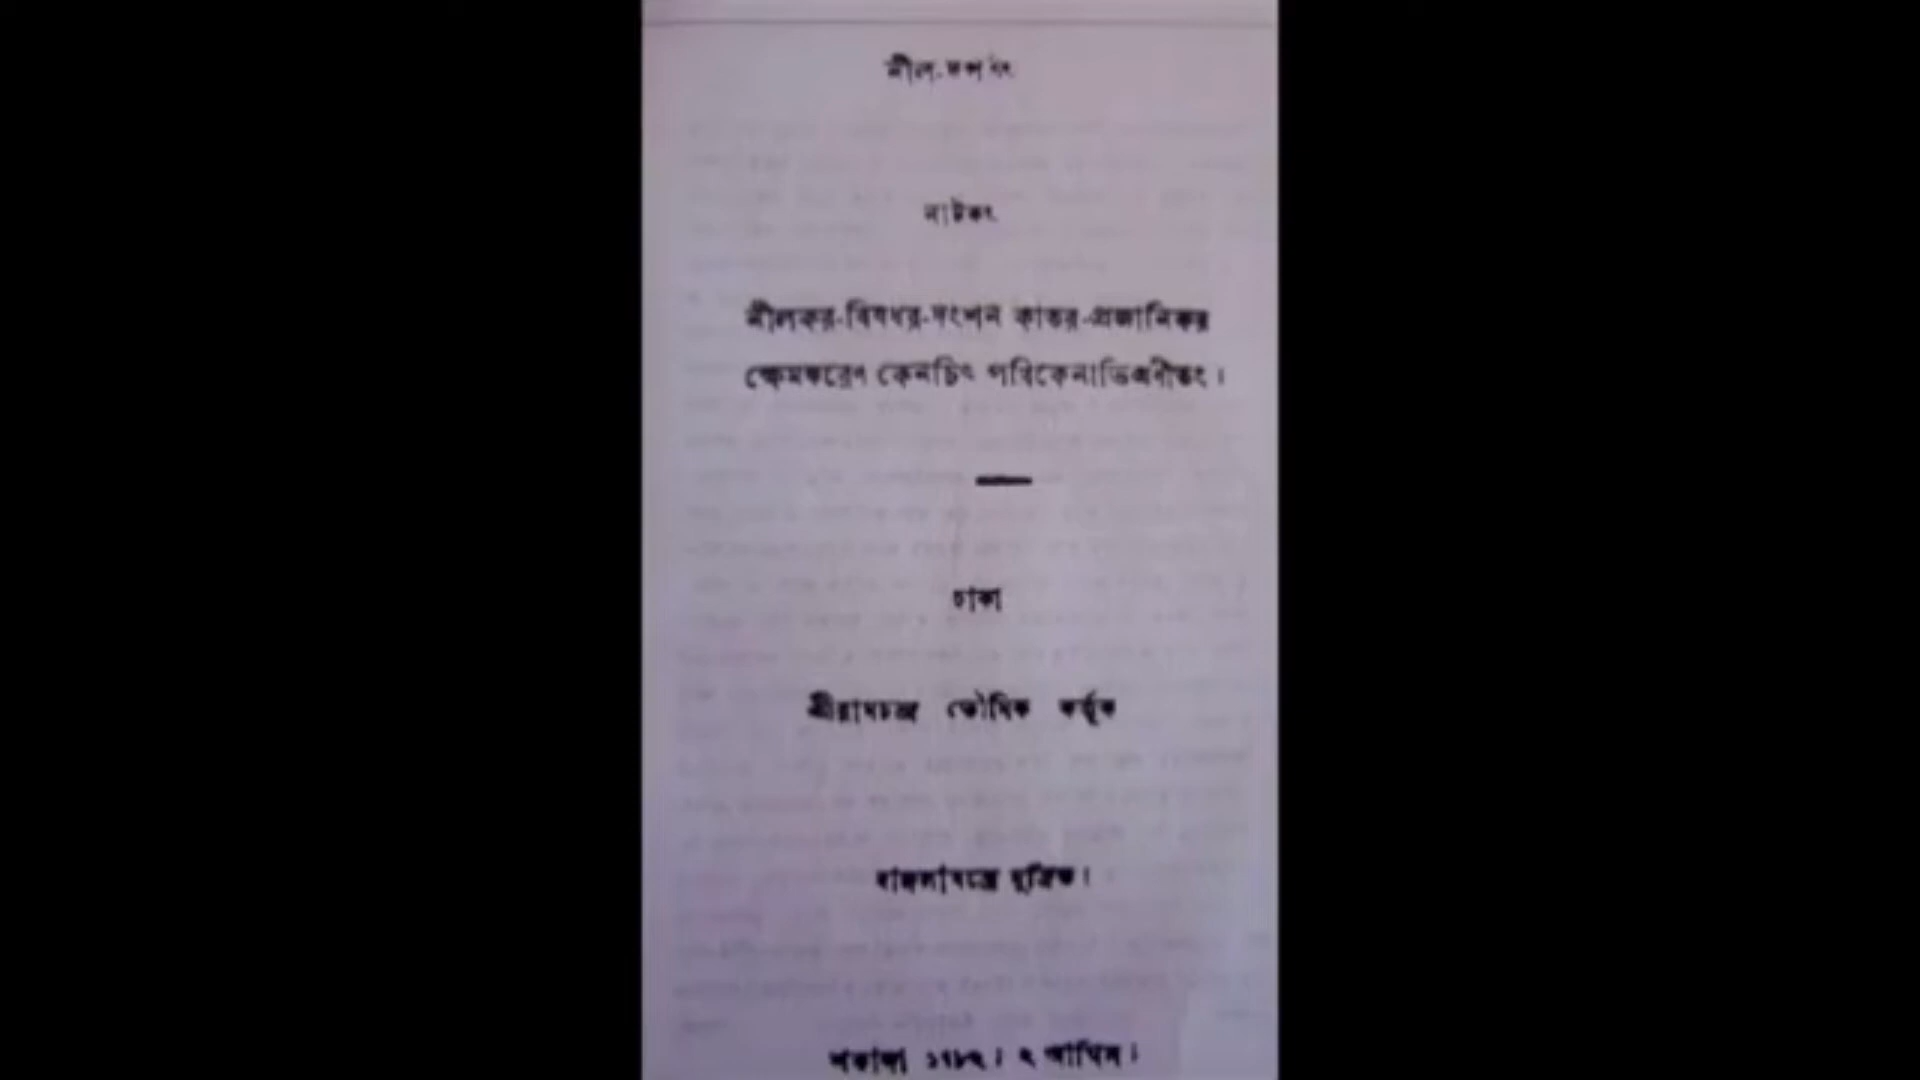 নীল-দর্পণং
নাটকং
নীলকর-বিষধর-দংশন কাতর-প্রজানিকর
ক্ষেমঙ্করেণ কেনচিৎ পথিকেনাভিপ্রণীতং।
ঢাকা
শ্রীরামচন্দ্র ভৌমিক কর্ত্তৃক
বাঙ্গলাযন্ত্রে মুদ্রিত।
শকাব্দা ১৭৮২। ২ আশ্বিন।